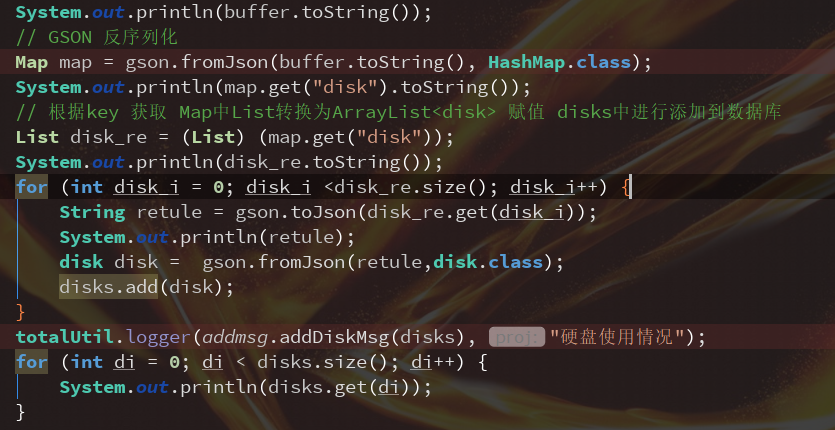 System.out.println(buffer.toString());
// GSON 反序列化
Map map = gson.fromJson(buffer.toString(), HashMap.class);
System.out.println(map.get("disk").toString());
// 根据key 获取 Map中List转换为ArrayList<disk> 赋值 disks中进行添加到数据库
List disk_re = (List) (map.get("disk"));
System.out.println(disk_re.toString());
for (int disk_i = 0; disk_i <disk_re.size(); disk_i++) {
    String retule = gson.toJson(disk_re.get(disk_i));
    System.out.println(retule);
    disk disk =  gson.fromJson(retule,disk.class);
    disks.add(disk);
}
totalUtil.logger(addmsg.addDiskMsg(disks), proj: "硬盘使用情况");
for (int di = 0; di < disks.size(); di++) {
    System.out.println(disks.get(di));
}